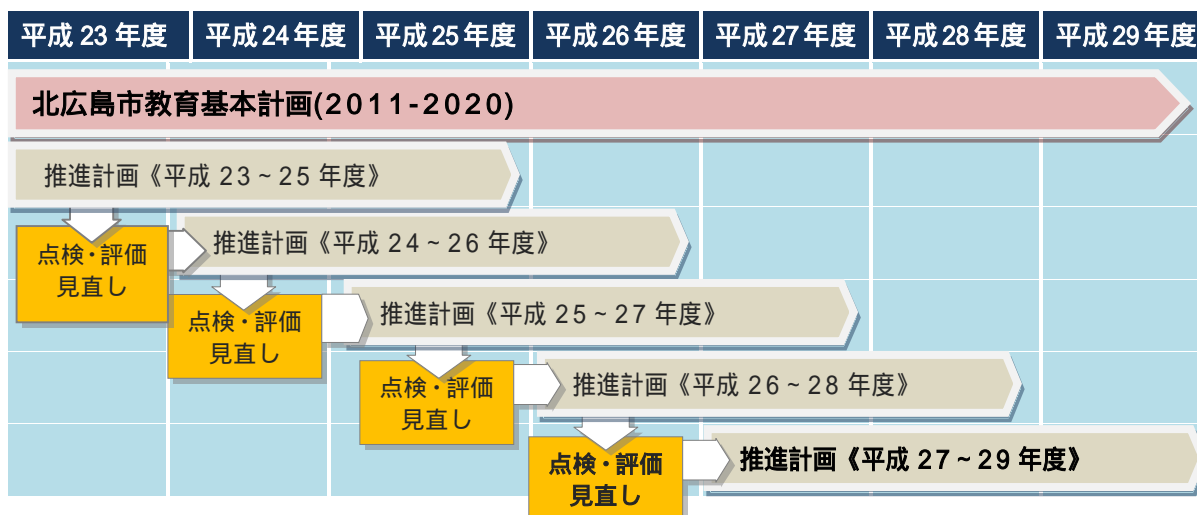 平成 23 年度 平成 24 年度 平成 25 年度 平成 26 年度 平成 27 年度 平成 28 年度 平成 29 年度
北広島市教育基本計画(2011-2020)
推進計画《平成 23~25 年度》
点検・評価
見直し
推進計画《平成 24~26 年度》
点検・評価
見直し
推進計画《平成 25~27 年度》
点検・評価
見直し
推進計画《平成 26~28 年度》
点検・評価
見直し
推進計画《平成 27~29 年度》